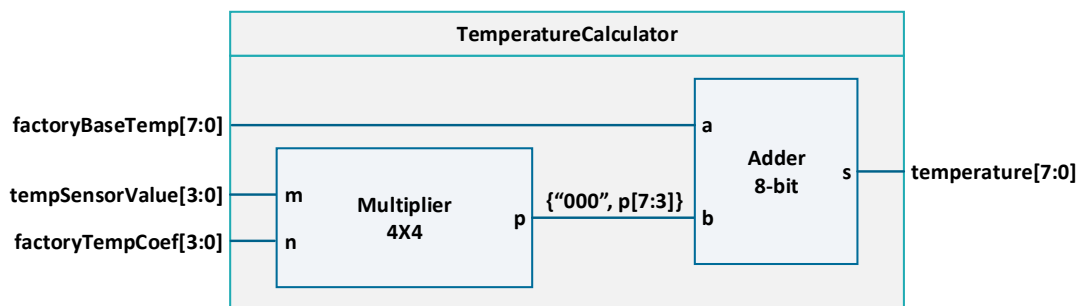 TemperatureCalculator
factoryBaseTemp[7:0]
a
Adder
8-bit
s
temperature[7:0]
tempSensorValue[3:0]
m
Multiplier
4X4
p
{“000”, p[7:3]}
b
factoryTempCoef[3:0]
n